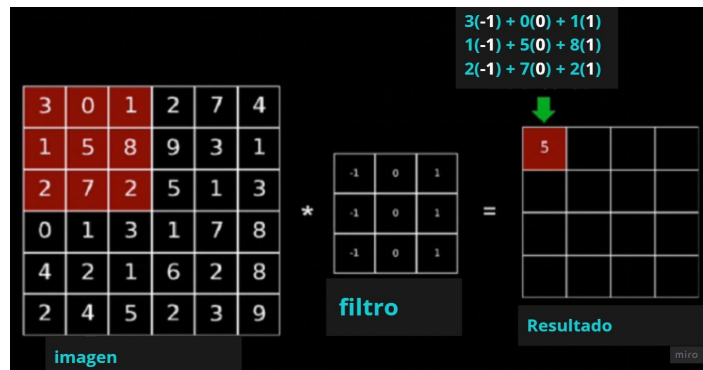 3(-1) + 0(0) + 1(1)
1(-1) + 5(0) + 8(1)
2(-1) + 7(0) + 2(1)
3 0 1 2 7 4
1 5 8 9 3 1
2 7 2 5 1 3
0 1 3 1 7 8
4 2 1 6 2 8
2 4 5 2 3 9
imagen
*
-1 0 1
-1 0 1
-1 0 1
filtro
=
5
Resultado
miro